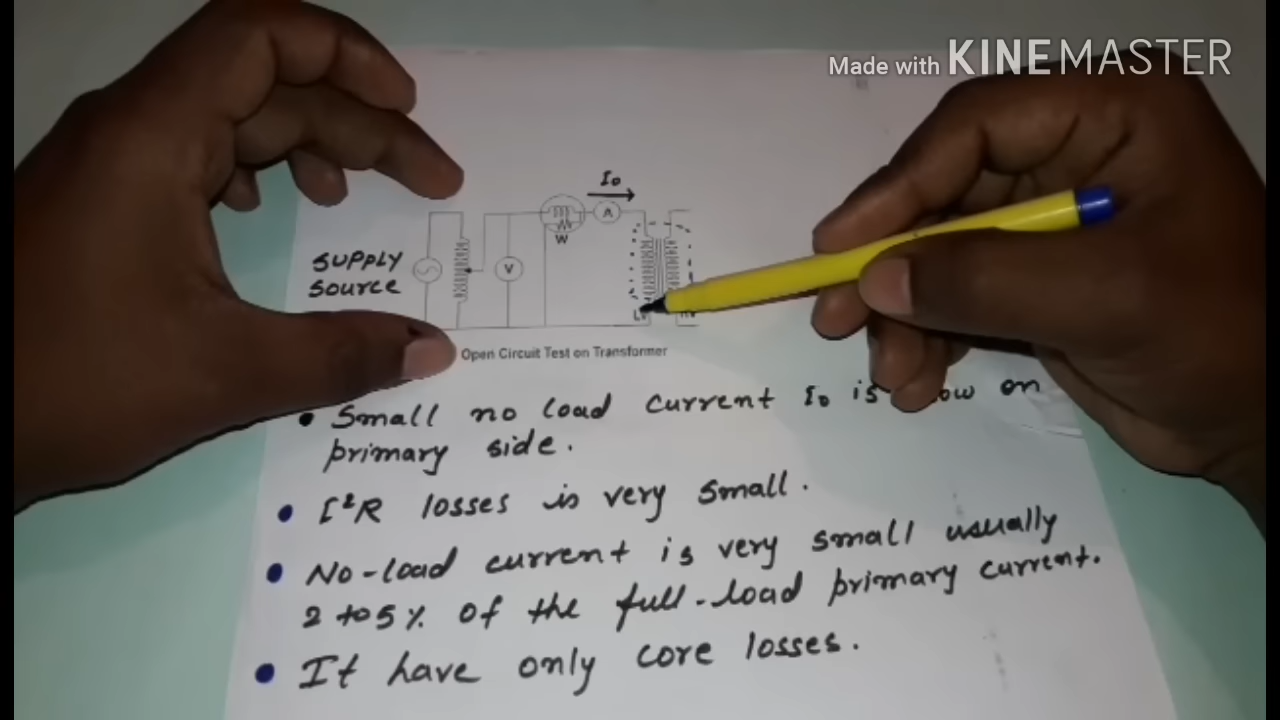 Made with KINEMASTER
I₀
A
W
SUPPLY
Source
V
LV HV
Open Circuit Test on Transformer
• Small no load current I₀ is on
primary side.
• I²R losses is very small.
• No-load current is very small usually
2 to 5% of the full-load primary current.
• It have only core losses.